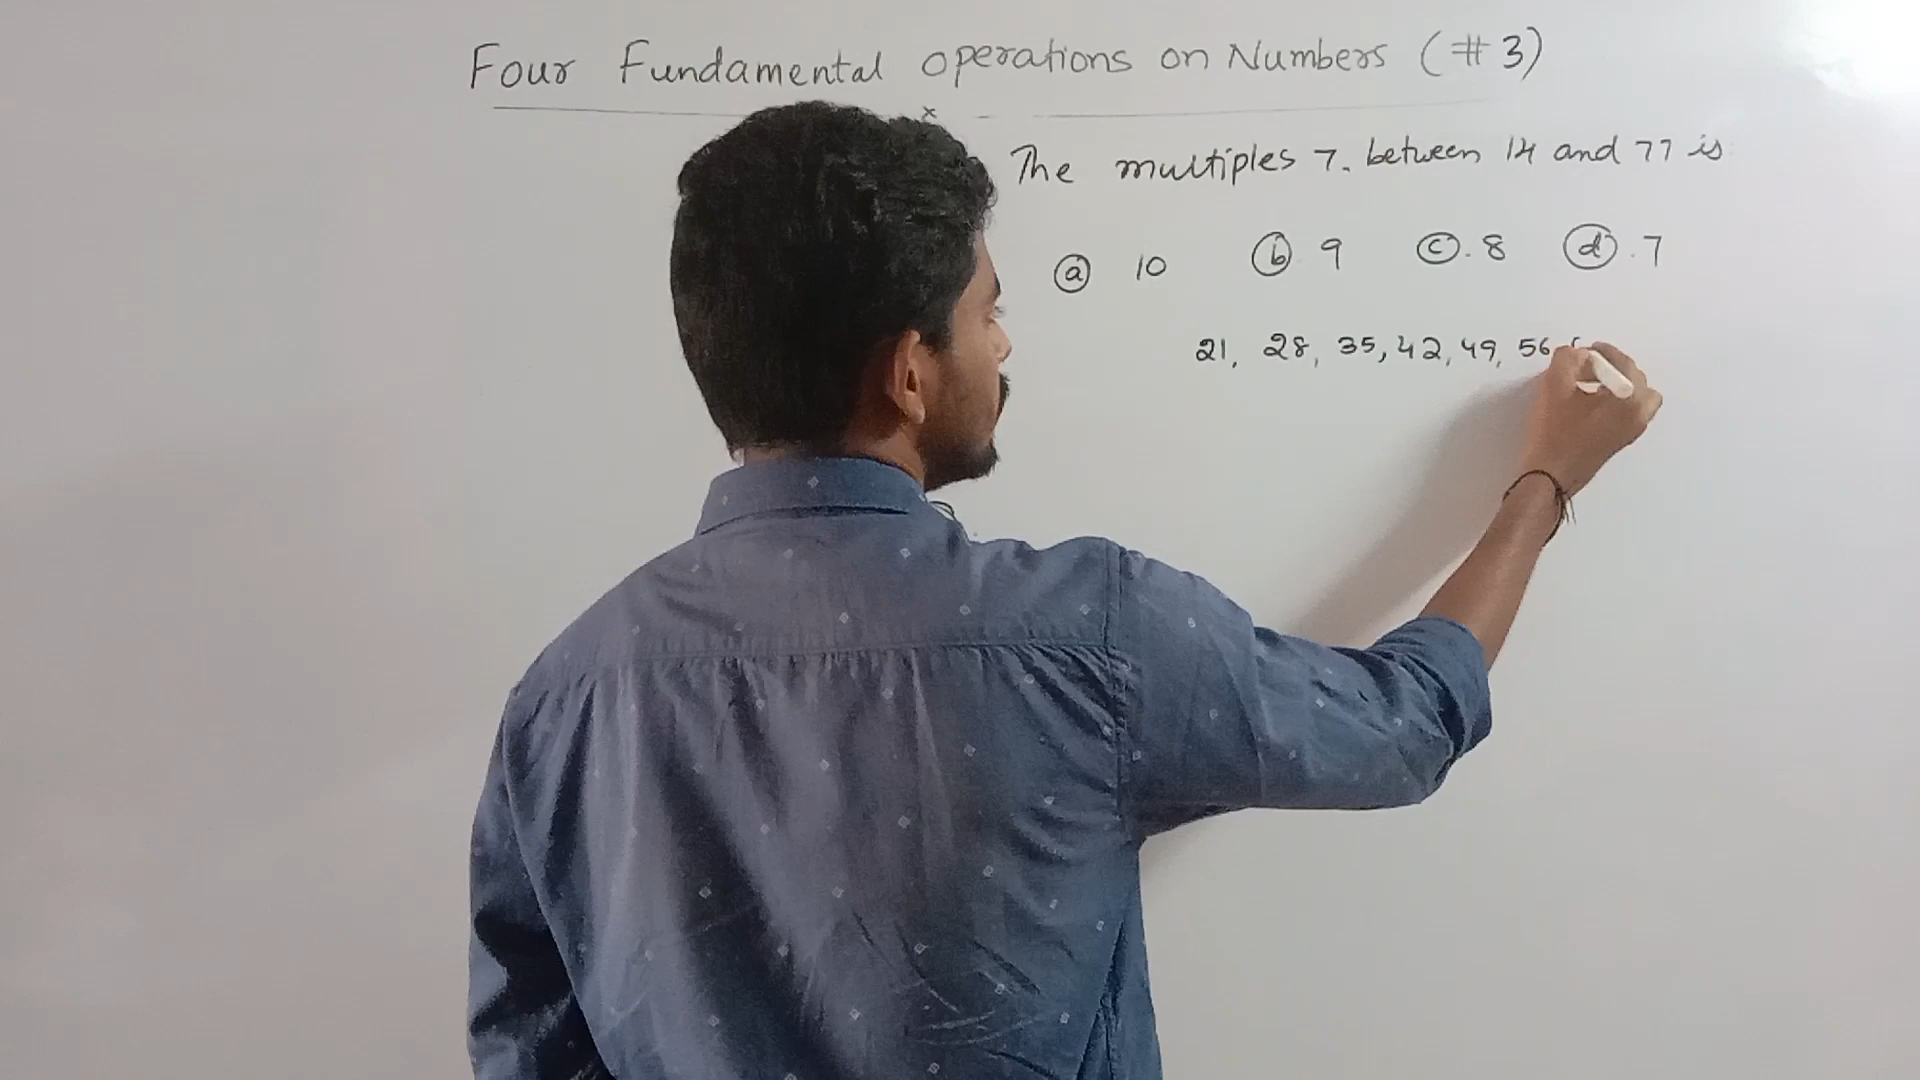 Four Fundamental operations on Numbers (#3)
The multiples 7. between 14 and 77 is
ⓐ 10 ⓑ 9 ⓒ. 8 ⓓ. 7
21, 28, 35, 42, 49, 56